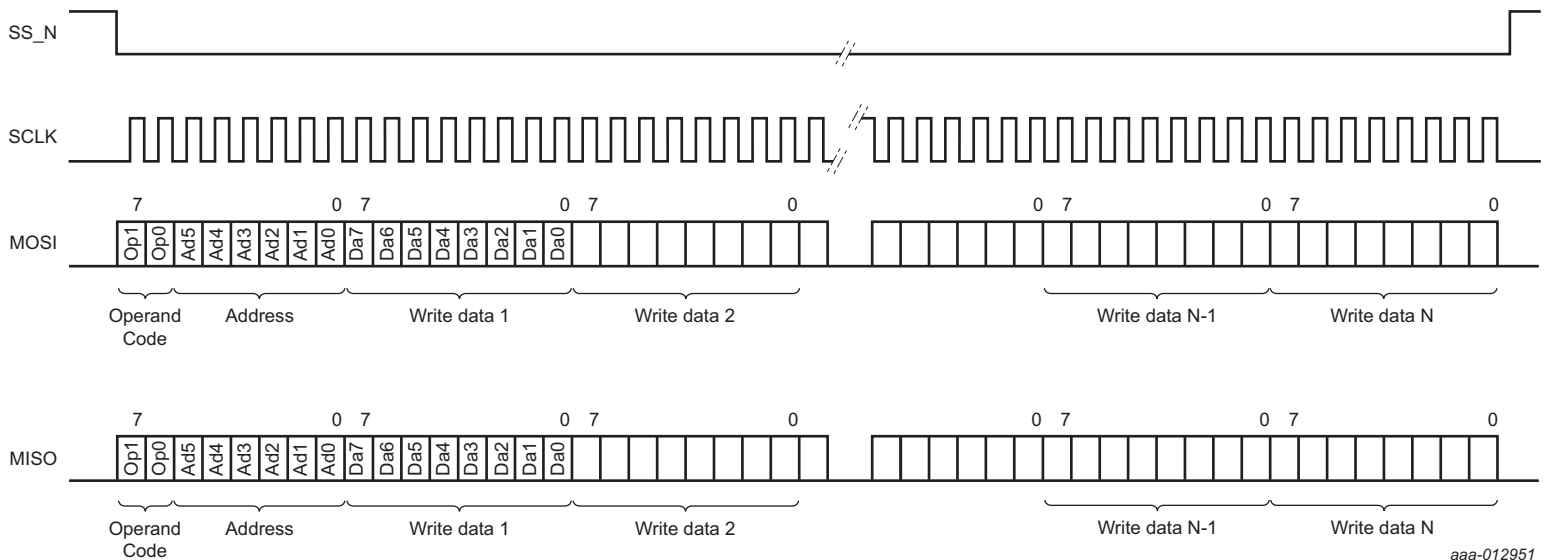 SS_N
SCLK
7 0 7 0 7 0 0 7 0 7 0
MOSI Op1 Op0 Ad5 Ad4 Ad3 Ad2 Ad1 Ad0 Da7 Da6 Da5 Da4 Da3 Da2 Da1 Da0
Operand Code Address Write data 1 Write data 2 Write data N-1 Write data N
7 0 7 0 7 0 0 7 0 7 0
MISO Op1 Op0 Ad5 Ad4 Ad3 Ad2 Ad1 Ad0 Da7 Da6 Da5 Da4 Da3 Da2 Da1 Da0
Operand Code Address Write data 1 Write data 2 Write data N-1 Write data N
aaa-012951